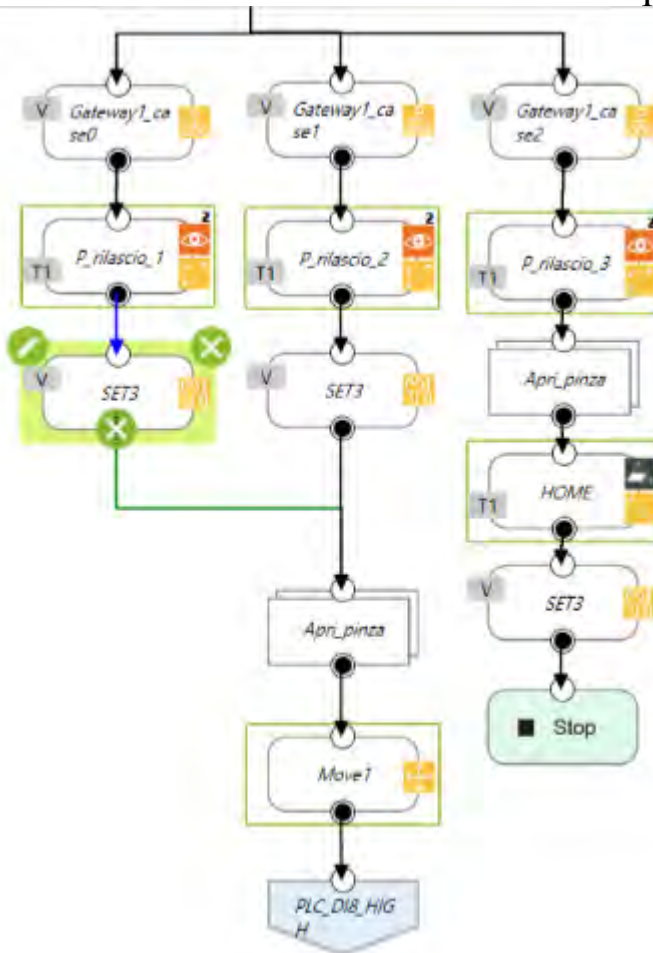 V
Gateway1_ca
se0
V
Gateway1_ca
se1
V
Gateway1_ca
se2
2
P_rilascio_1
T1
2
P_rilascio_2
T1
2
P_rilascio_3
T1
V
SET3
V
SET3
Apri_pinza
HOME
T1
V
SET3
Apri_pinza
Stop
Move1
PLC_DI8_HIG
H